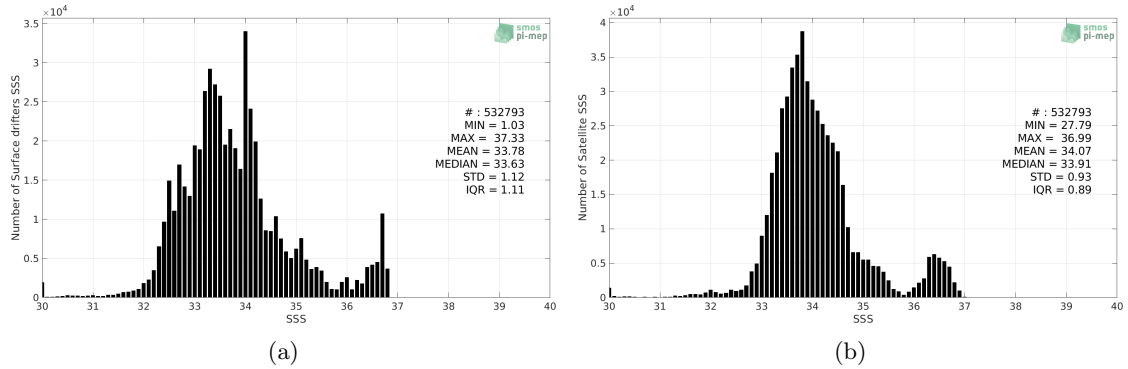 ×10⁴
3.5
3
2.5
2
1.5
1
0.5
0
Number of Surface drifters SSS
smos
pi-mep
# : 532793
MIN = 1.03
MAX = 37.33
MEAN = 33.78
MEDIAN = 33.63
STD = 1.12
IQR = 1.11
30 31 32 33 34 35 36 37 38 39 40
SSS
(a)
×10⁴
4
3.5
3
2.5
2
1.5
1
0.5
0
Number of Satellite SSS
smos
pi-mep
# : 532793
MIN = 27.79
MAX = 36.99
MEAN = 34.07
MEDIAN = 33.91
STD = 0.93
IQR = 0.89
30 31 32 33 34 35 36 37 38 39 40
SSS
(b)